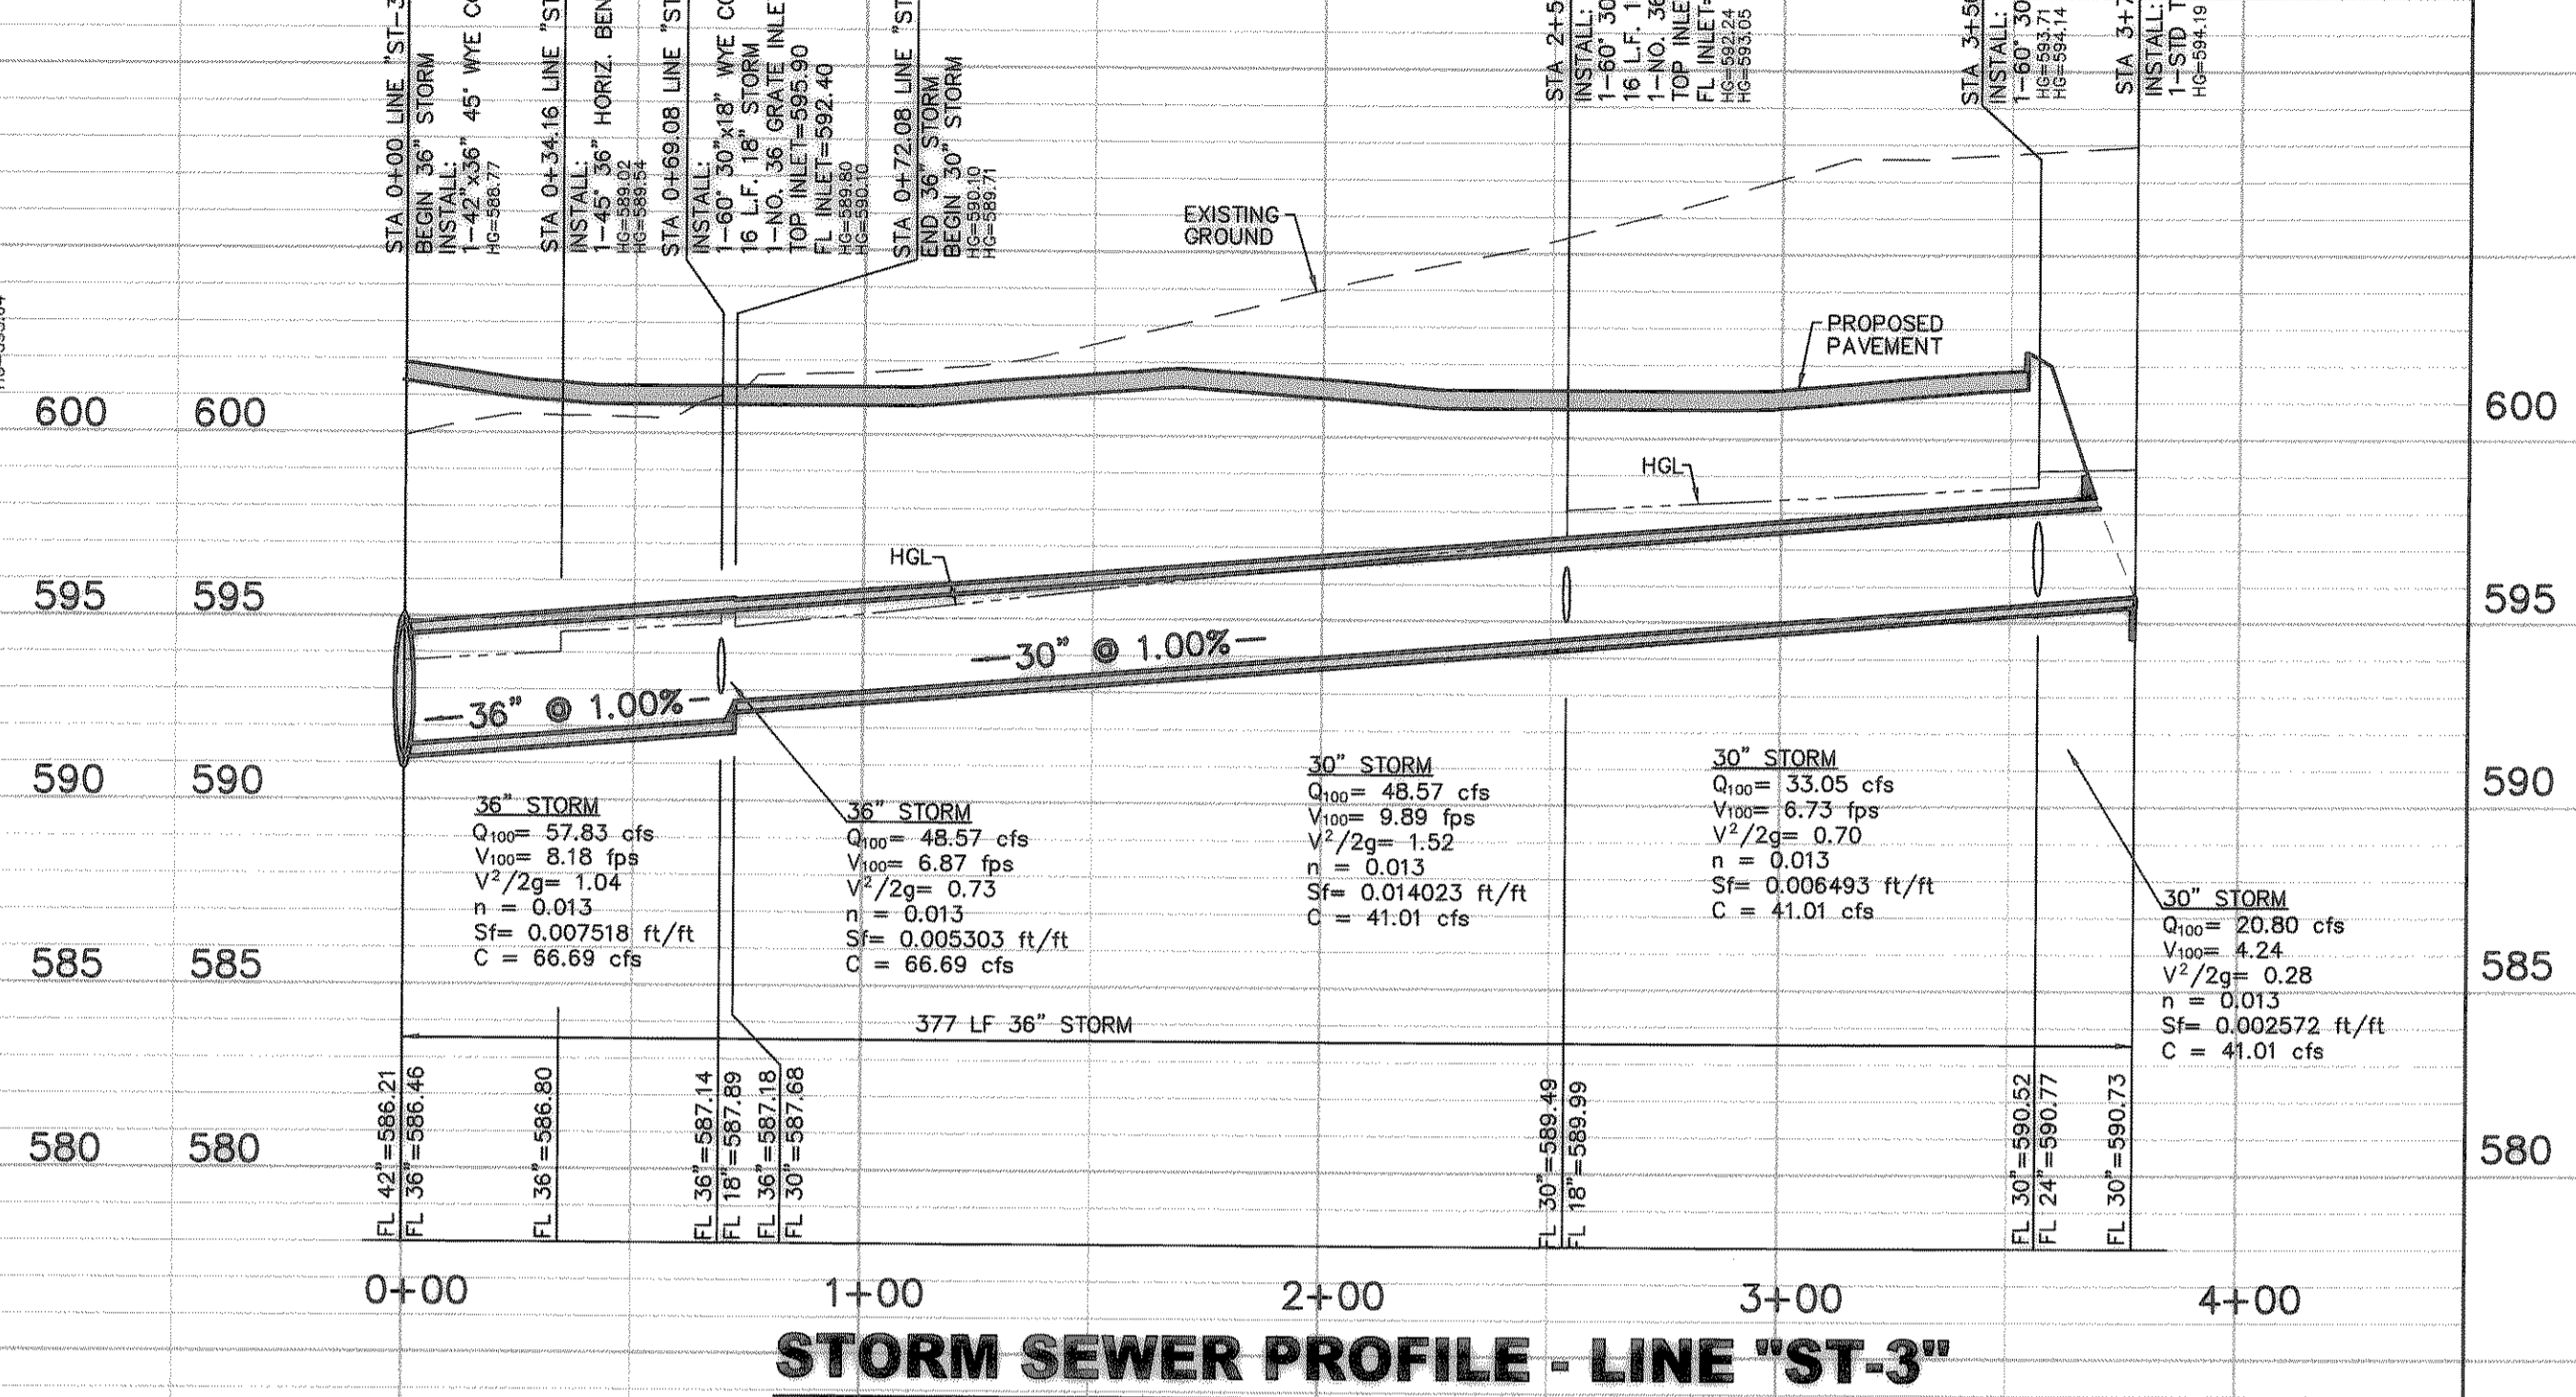 STA 0+00 LINE "ST-3
BEGIN 36" STORM
INSTALL:
1-42"x36" 45° WYE
HG=588.77
STA 0+34.16 LINE "ST
INSTALL:
1-45° 36" HORIZ. BEN
HG=589.02
HG=589.54
STA 0+69.08 LINE "ST
INSTALL:
1-60° 30"x18" WYE
16 L.F. 18" STORM
1-NO. 36 GRATE INLE
TOP INLET=595.90
FL INLET=592.40
HG=589.80
HG=590.10
STA 0+72.08 LINE "ST
END 36" STORM
BEGIN 30" STORM
HG=590.10
HG=589.71
STA 2+5
INSTALL:
1-60° 30
16 L.F. 1
1-NO. 36
TOP INLE
FL INLET=
HG=592.24
HG=593.05
STA 3+5
INSTALL:
1-60° 30
HG=593.71
HG=594.14
STA 3+7
INSTALL:
1-STD T
HG=594.19
EXISTING
GROUND
PROPOSED
PAVEMENT
HGL
HGL
600 600 600
595 595 595
590 590 590
585 585 585
580 580 580
—36" @ 1.00%—
—30" @ 1.00%—
36" STORM
Q100= 57.83 cfs
V100= 8.18 fps
V²/2g= 1.04
n = 0.013
Sf= 0.007518 ft/ft
C = 66.69 cfs
36" STORM
Q100= 48.57 cfs
V100= 6.87 fps
V²/2g= 0.73
n = 0.013
Sf= 0.005303 ft/ft
C = 66.69 cfs
30" STORM
Q100= 48.57 cfs
V100= 9.89 fps
V²/2g= 1.52
n = 0.013
Sf= 0.014023 ft/ft
C = 41.01 cfs
30" STORM
Q100= 33.05 cfs
V100= 6.73 fps
V²/2g= 0.70
n = 0.013
Sf= 0.006493 ft/ft
C = 41.01 cfs
30" STORM
Q100= 20.80 cfs
V100= 4.24
V²/2g= 0.28
n = 0.013
Sf= 0.002572 ft/ft
C = 41.01 cfs
377 LF 36" STORM
FL 42"=586.21
FL 36"=586.46
FL 36"=586.80
FL 36"=587.14
FL 18"=587.89
FL 36"=587.18
FL 30"=587.68
FL 30"=589.49
FL 18"=589.99
FL 30"=590.52
FL 24"=590.77
FL 30"=590.73
0+00 1+00 2+00 3+00 4+00
STORM SEWER PROFILE - LINE "ST-3"